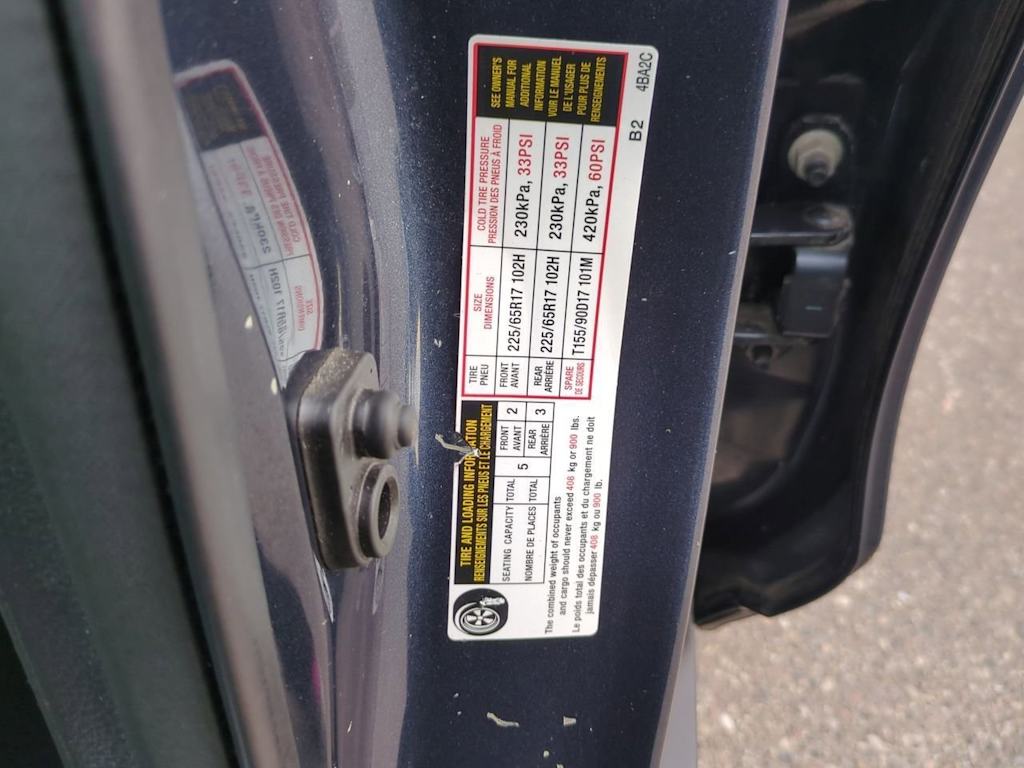 TIRE AND LOADING INFORMATION
RENSEIGNEMENTS SUR LES PNEUS ET LE CHARGEMENT
SEATING CAPACITY TOTAL 5 FRONT AVANT 2
NOMBRE DE PLACES TOTAL REAR ARRIÈRE 3
The combined weight of occupants
and cargo should never exceed 408 kg or 900 lbs.
Le poids total des occupants et du chargement ne doit
jamais dépasser 408 kg ou 900 lb.
TIRE SIZE COLD TIRE PRESSURE
PNEU DIMENSIONS PRESSION DES PNEUS À FROID
FRONT AVANT 225/65R17 102H 230kPa, 33PSI
REAR ARRIÈRE 225/65R17 102H 230kPa, 33PSI
SPARE DE SECOURS T155/90D17 101M 420kPa, 60PSI
SEE OWNER'S
MANUAL FOR
ADDITIONAL
INFORMATION
VOIR LE MANUEL
DE L'USAGER
POUR PLUS DE
RENSEIGNEMENTS
B2 4BA2C